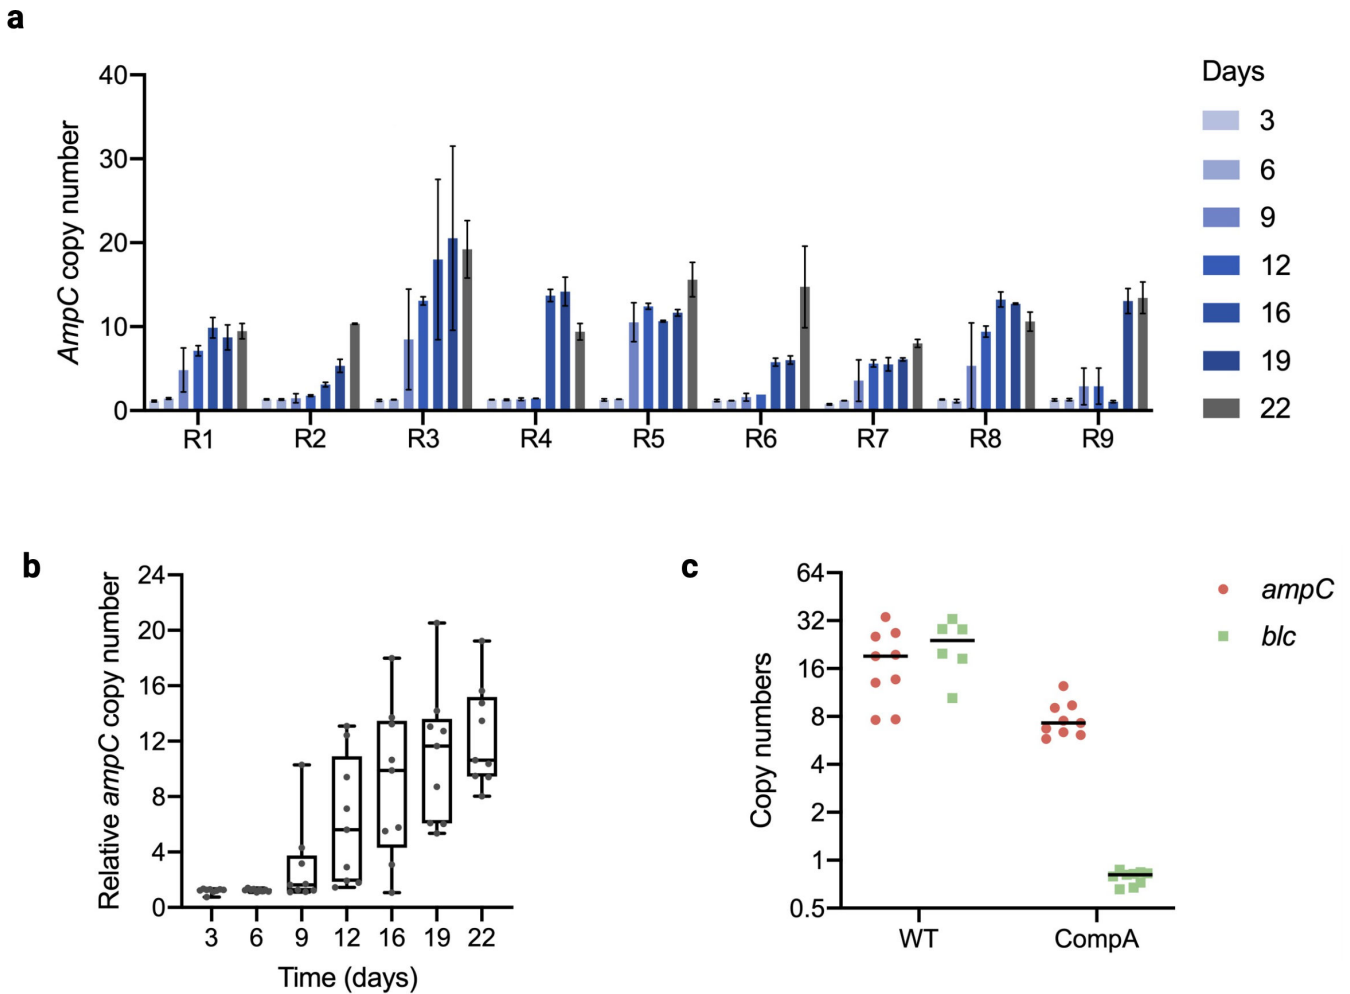 a
AmpC copy number
40
30
20
10
0
R1 R2 R3 R4 R5 R6 R7 R8 R9
Days
3
6
9
12
16
19
22
b
Relative ampC copy number
24
20
16
12
8
4
0
3 6 9 12 16 19 22
Time (days)
c
Copy numbers
64
32
16
8
4
2
1
0.5
WT CompA
ampC
blc